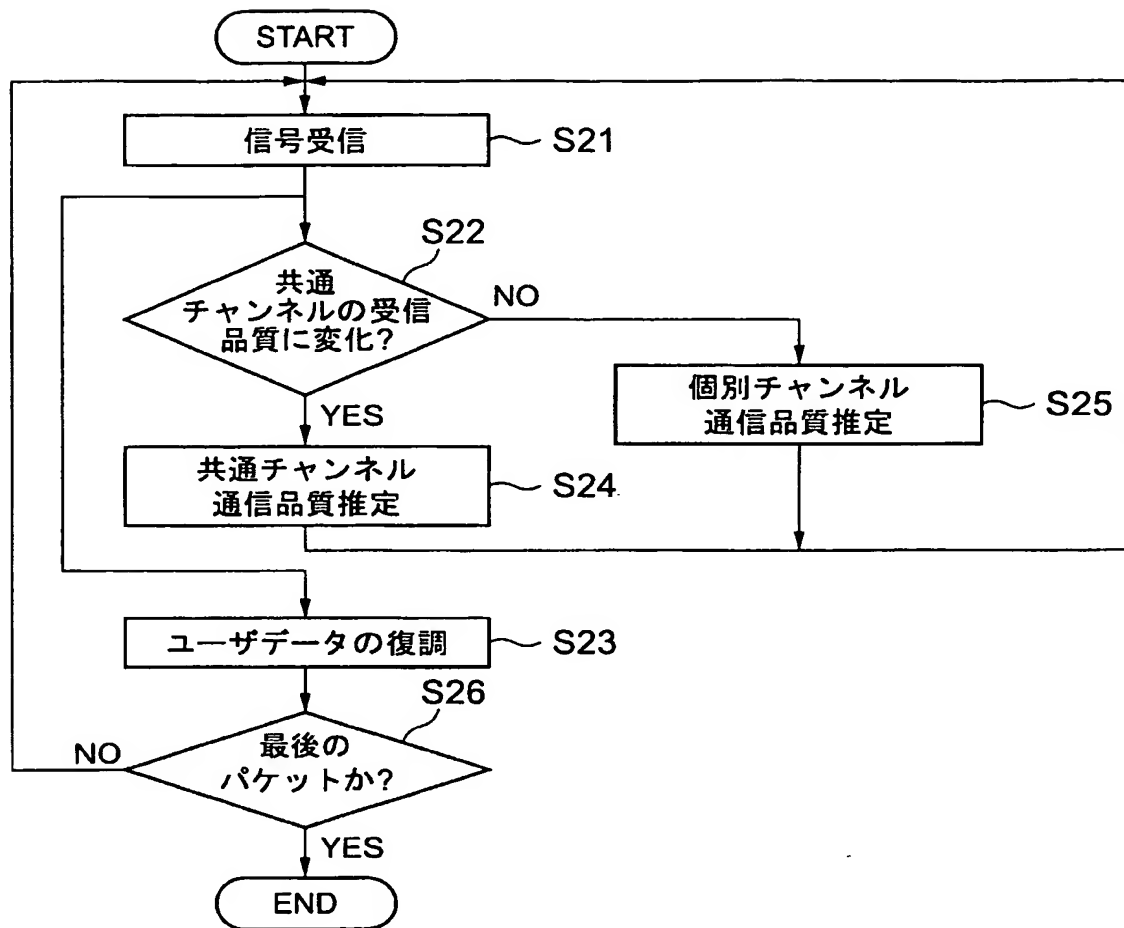 START
信号受信
S21
S22
共通
チャンネルの受信
品質に変化?
NO
YES
個別チャンネル
通信品質推定
S25
共通チャンネル
通信品質推定
S24
ユーザデータの復調
S23
S26
最後の
パケットか?
NO
YES
END